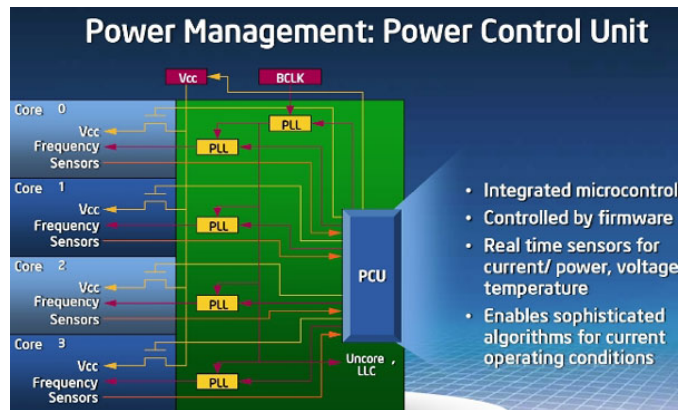 Power Management: Power Control Unit
Vcc
BCLK
Core 0
Vcc
Frequency
Sensors
PLL
PLL
Core 1
Vcc
Frequency
Sensors
PLL
Core 2
Vcc
Frequency
Sensors
PLL
Core 3
Vcc
Frequency
Sensors
PLL
PCU
Uncore ,
LLC
• Integrated microcontrol
• Controlled by firmware
• Real time sensors for
current/ power, voltage
temperature
• Enables sophisticated
algorithms for current
operating conditions